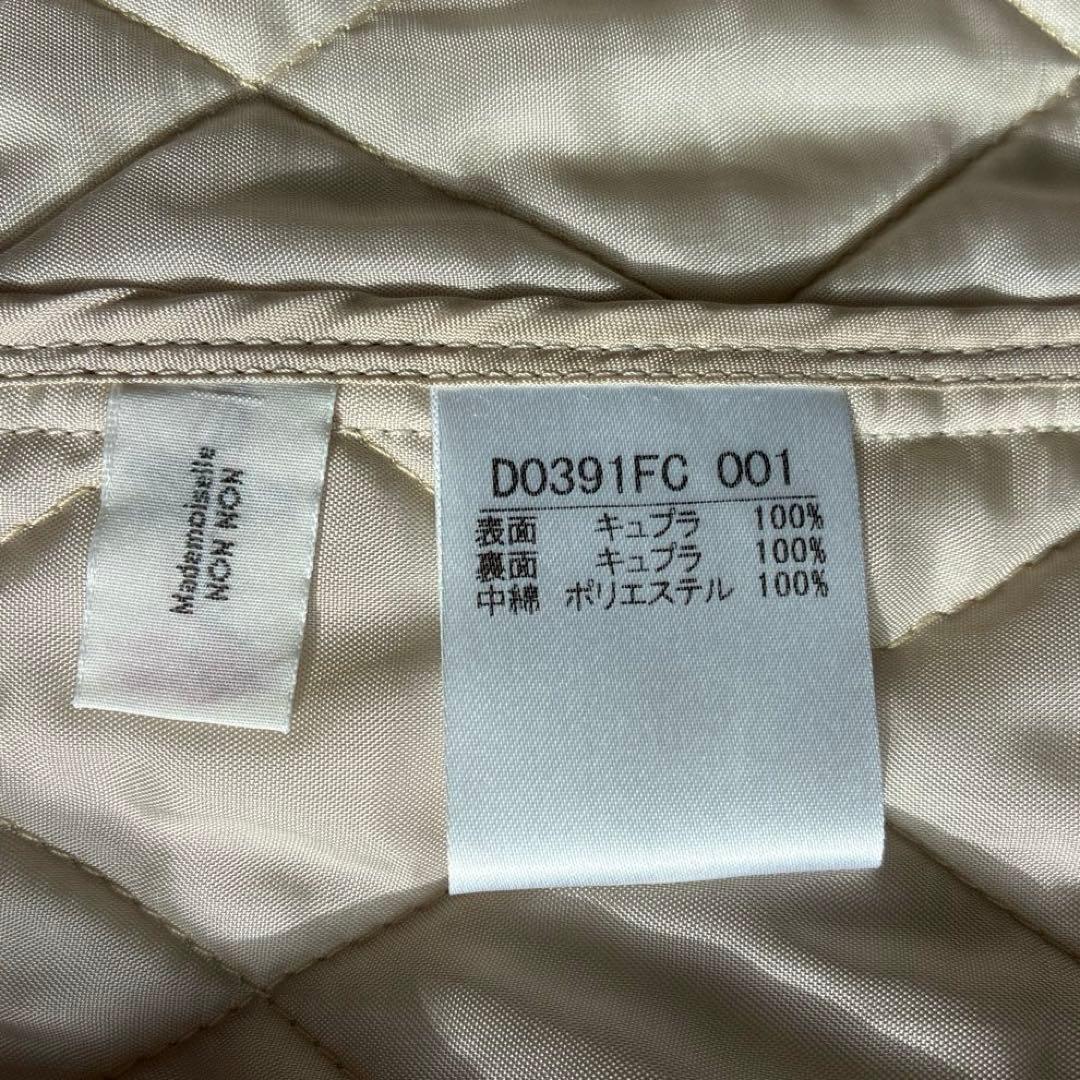 Mademoiselle
NON NON
D0391FC 001
表面 キュプラ 100%
裏面 キュプラ 100%
中綿 ポリエステル 100%